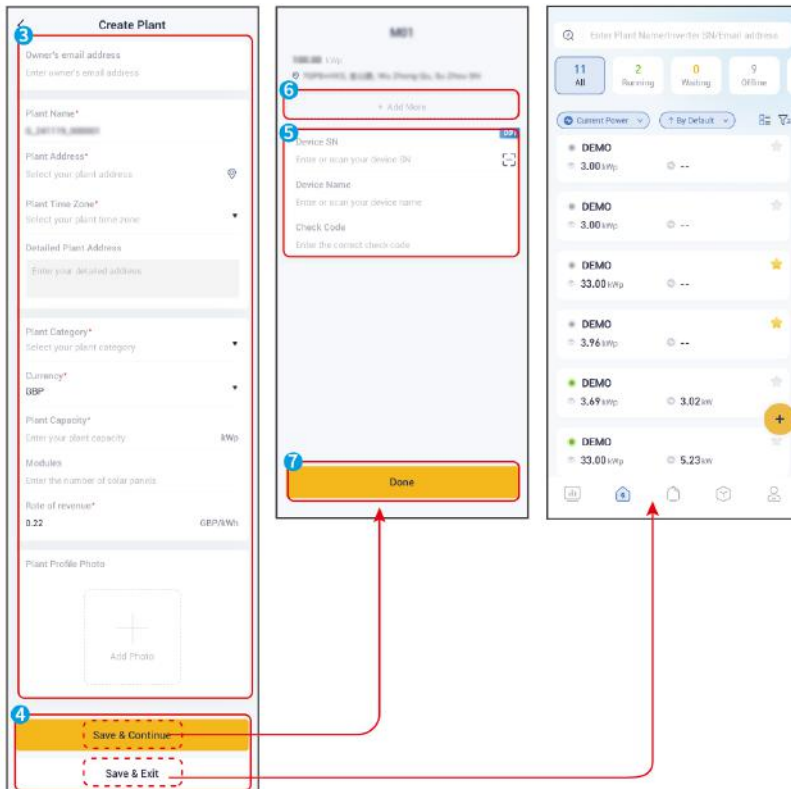 3
Create Plant
Owner's email address
Enter owner's email address
Plant Name*
Plant Address*
Select your plant address
Plant Time Zone*
Select your plant time zone
Detailed Plant Address
Enter your detailed address
Plant Category*
Select your plant category
Currency*
GBP
Plant Capacity*
Enter your plant capacity kWp
Modules
Enter the number of solar panels
Rate of revenue*
0.22 GBP/kWh
Plant Profile Photo
Add Photo
4
Save & Continue
Save & Exit
M01
100.00 kWp
6
+ Add More
5
Device SN
Enter or scan your device SN
Device Name
Enter or scan your device name
Check Code
Enter the correct check code
7
Done
Enter Plant Name/Inverter SN/Email address
11 2 0 9
All Running Waiting Offline
Current Power ↑ By Default
DEMO
3.00 kWp --
DEMO
3.00 kWp --
DEMO
33.00 kWp --
DEMO
3.96 kWp --
DEMO
3.69 kWp 3.02 kW
+
DEMO
33.00 kWp 5.23 kW